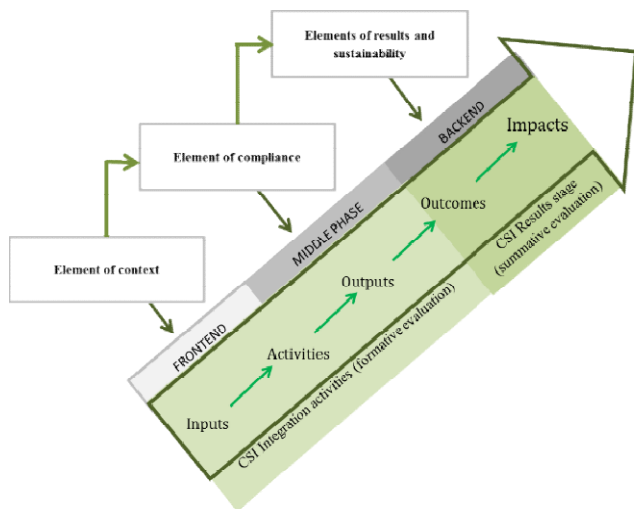 Elements of results and
sustainability
Element of compliance
Element of context
FRONTEND
MIDDLE PHASE
BACKEND
Inputs
Activities
Outputs
Outcomes
Impacts
CSI Integration activities (formative evaluation)
CSI Results stage
(summative evaluation)